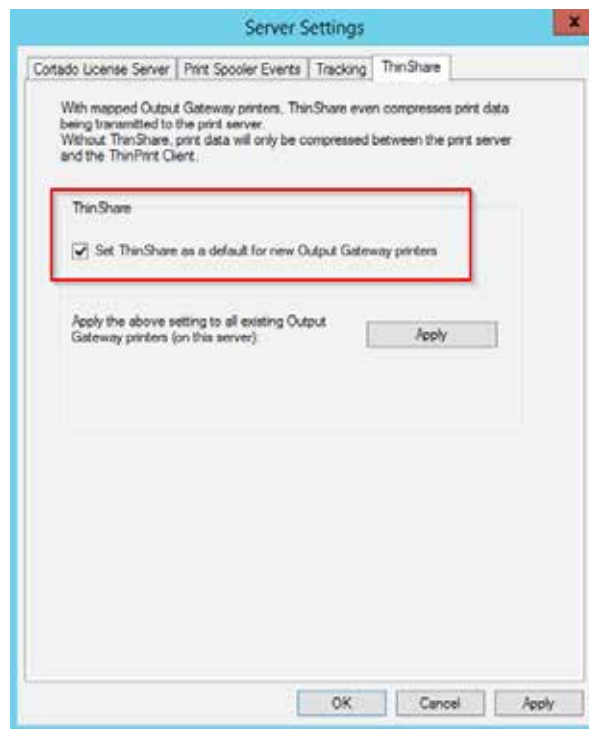 Server Settings
x
Cortado License Server Print Spooler Events Tracking ThinShare
With mapped Output Gateway printers, ThinShare even compresses print data
being transmitted to the print server.
Without ThinShare, print data will only be compressed between the print server
and the ThinPrint Client.
ThinShare
Set ThinShare as a default for new Output Gateway printers
Apply the above setting to all existing Output
Gateway printers (on this server):
Apply
OK Cancel Apply